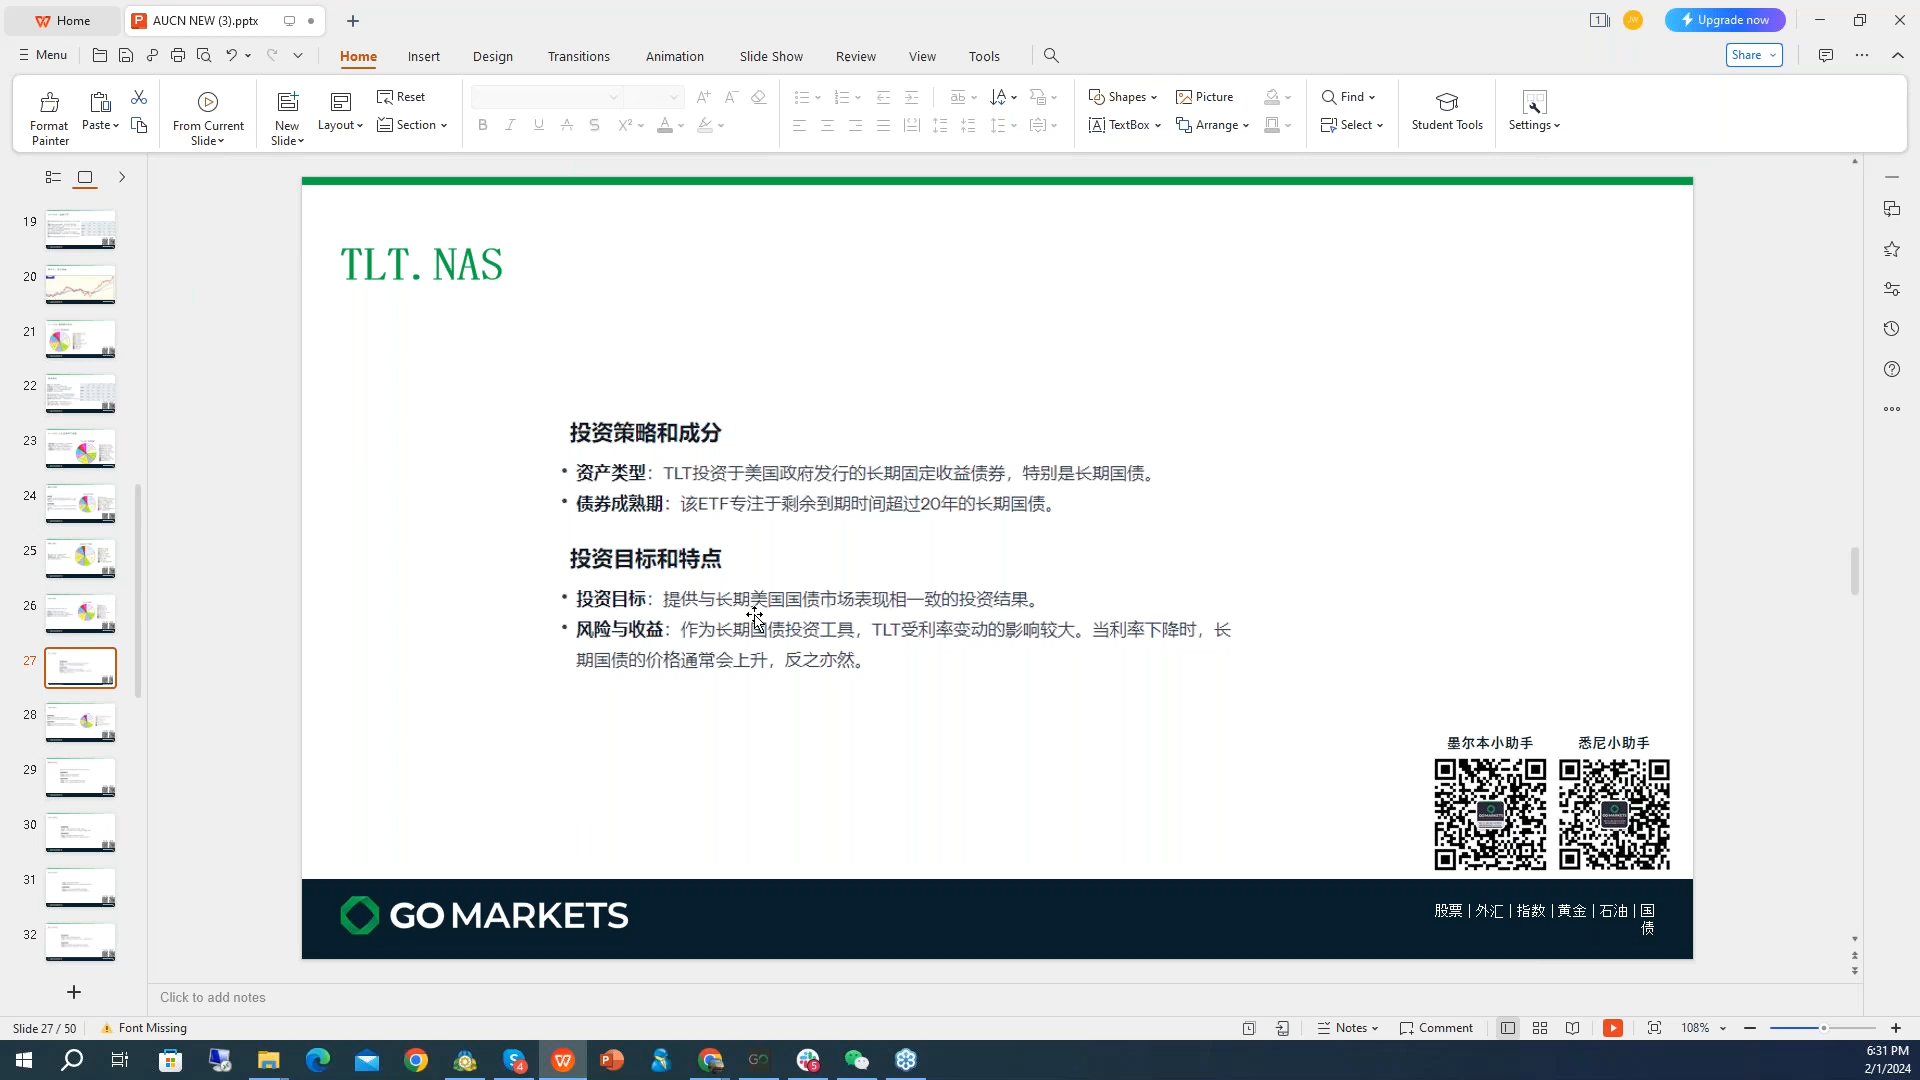 Home
AUCN NEW (3).pptx
1
JW
Upgrade now
Menu
Home
Insert
Design
Transitions
Animation
Slide Show
Review
View
Tools
Share
Format Painter
Paste
From Current Slide
New Slide
Layout
Reset
Section
Shapes
Picture
TextBox
Arrange
Find
Select
Student Tools
Settings
19
20
21
22
23
24
25
26
27
28
29
30
31
32
TLT.NAS
投资策略和成分
• 资产类型：TLT投资于美国政府发行的长期固定收益债券，特别是长期国债。
• 债券成熟期：该ETF专注于剩余到期时间超过20年的长期国债。
投资目标和特点
• 投资目标：提供与长期美国国债市场表现相一致的投资结果。
• 风险与收益：作为长期国债投资工具，TLT受利率变动的影响较大。当利率下降时，长
期国债的价格通常会上升，反之亦然。
墨尔本小助手
悉尼小助手
GO MARKETS
股票 | 外汇 | 指数 | 黄金 | 石油 | 国
债
Click to add notes
Slide 27 / 50
Font Missing
Notes
Comment
108%
6:31 PM
2/1/2024